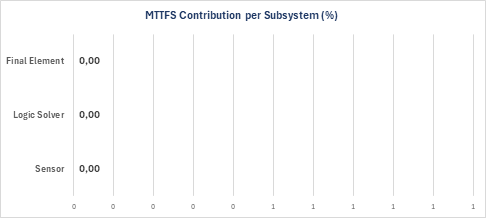 MTTFS Contribution per Subsystem (%)
Final Element 0,00
Logic Solver 0,00
Sensor 0,00
0 0 0 0 0 1 1 1 1 1 1